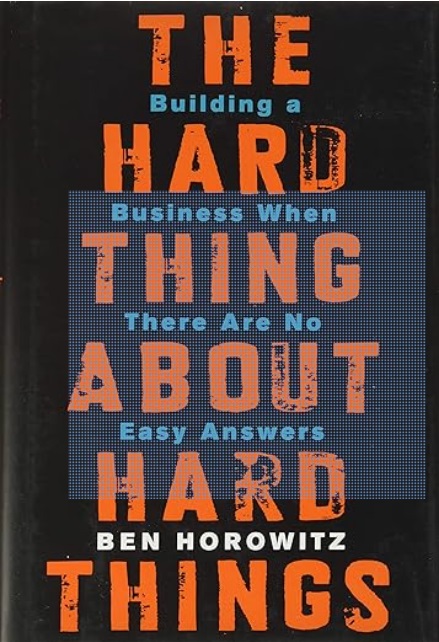 THE
Building a
HARD
Business When
THING
There Are No
ABOUT
Easy Answers
HARD
BEN HOROWITZ
THINGS